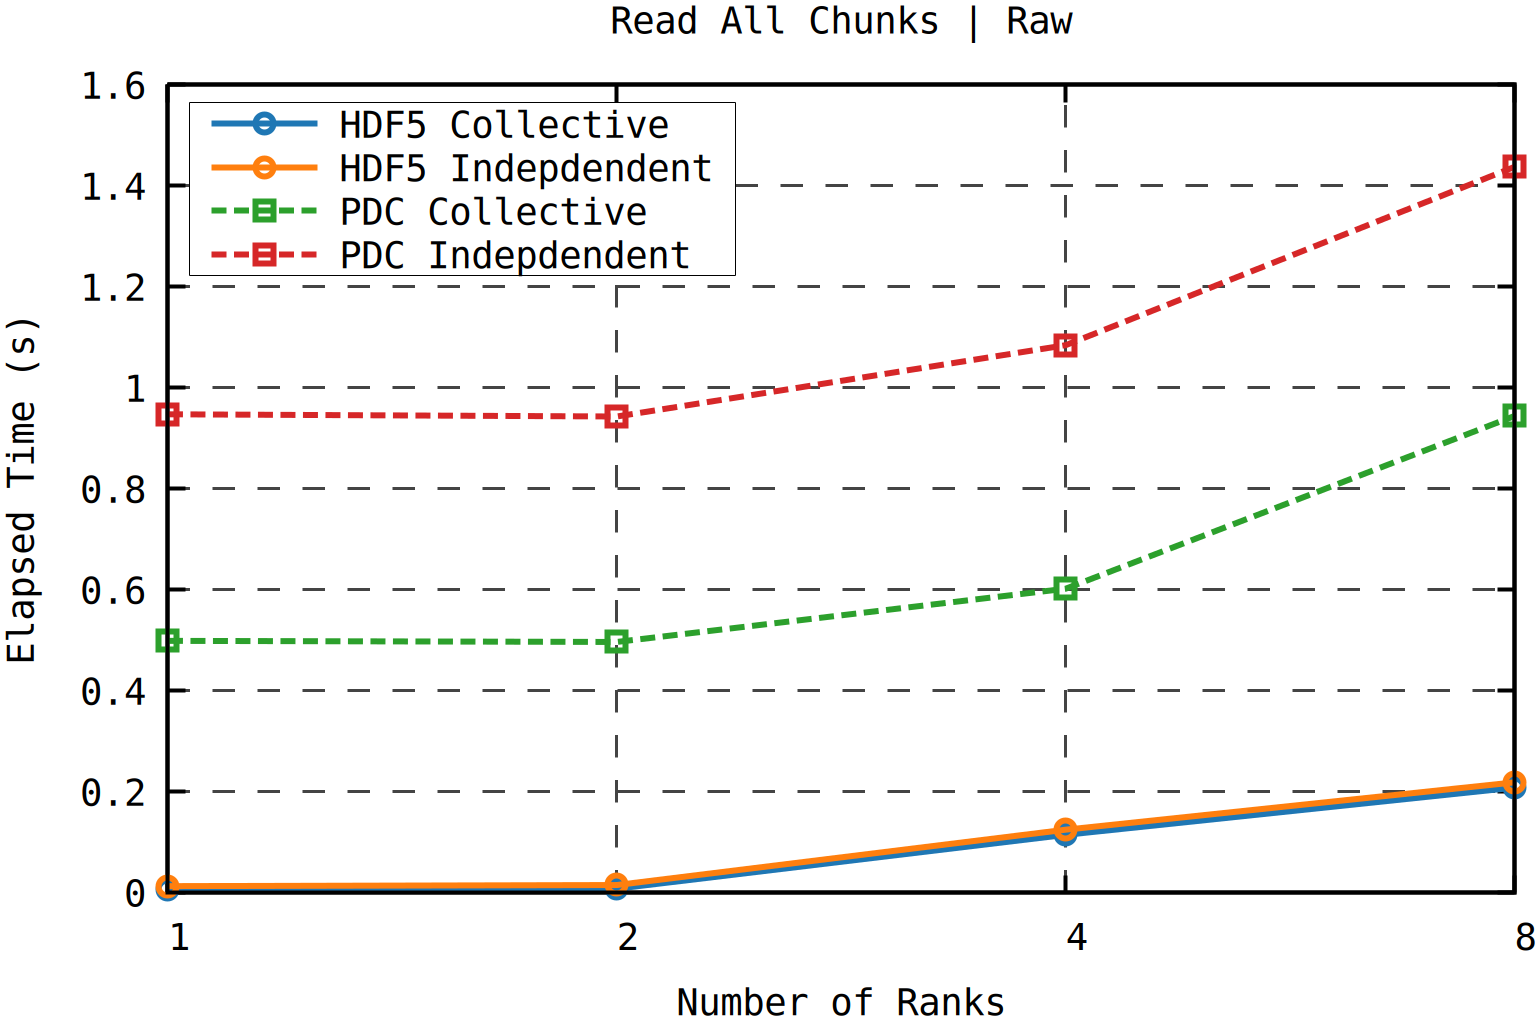 Read All Chunks | Raw
1.6
1.4
1.2
1
0.8
0.6
0.4
0.2
0
Elapsed Time (s)
HDF5 Collective
HDF5 Indepdendent
PDC Collective
PDC Indepdendent
1 2 4 8
Number of Ranks